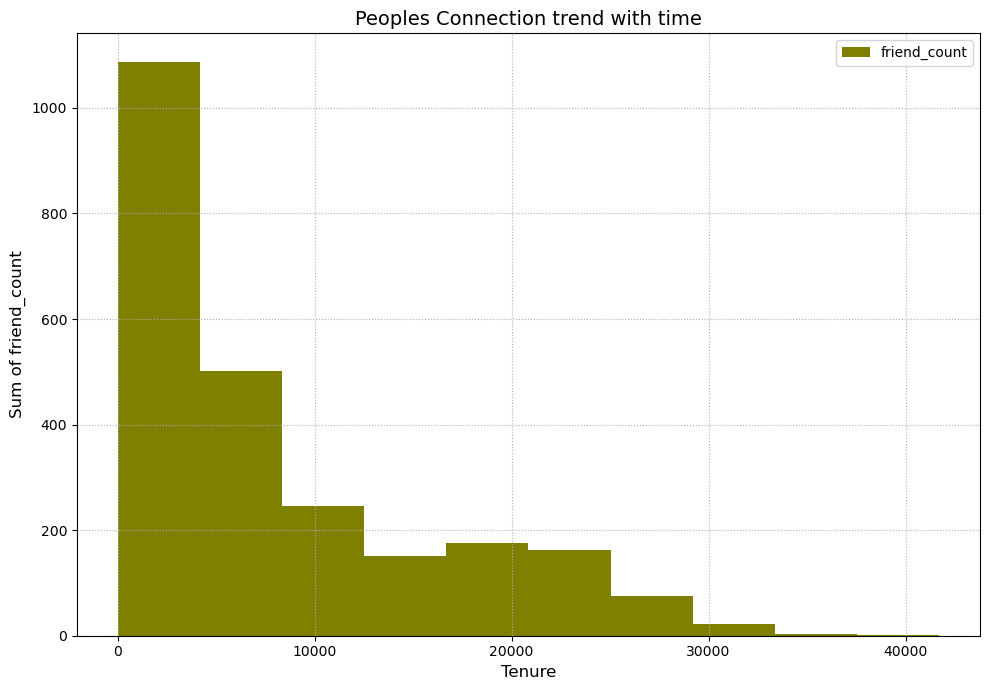 Peoples Connection trend with time
friend_count
1000
800
600
400
200
0
Sum of friend_count
0 10000 20000 30000 40000
Tenure